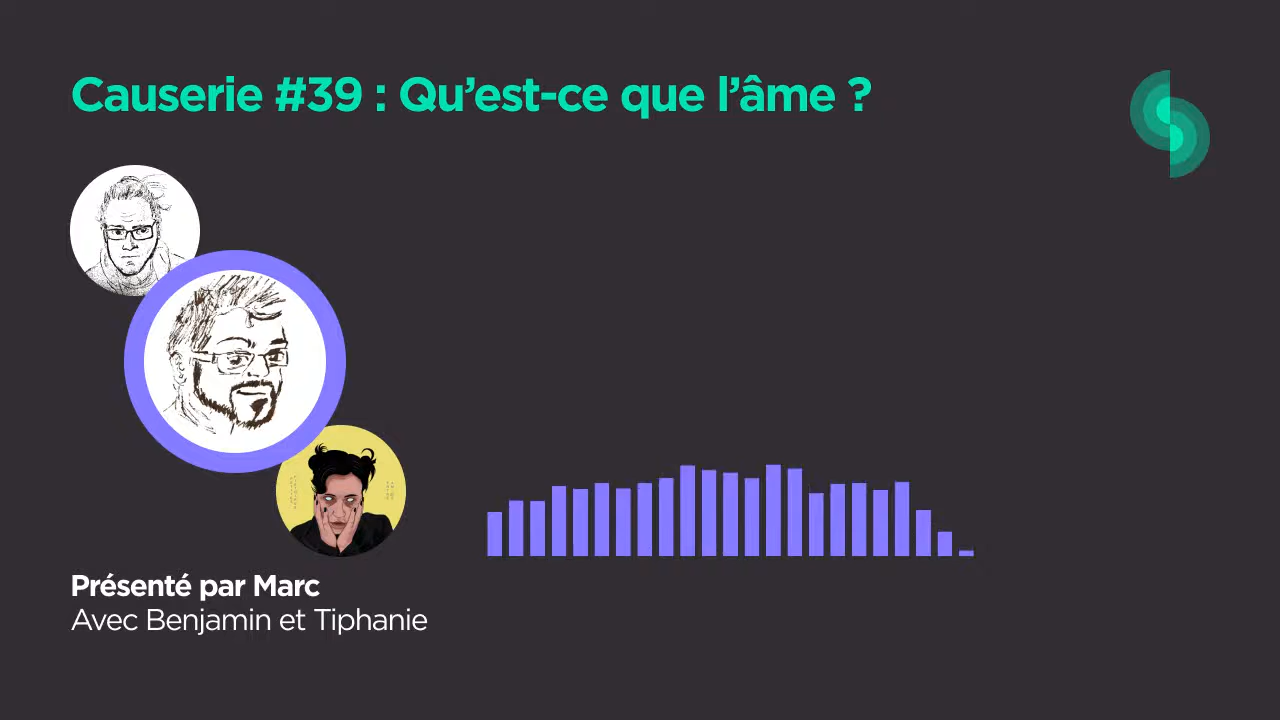 Causerie #39 : Qu’est-ce que l’âme ?
Présenté par Marc
Avec Benjamin et Tiphanie